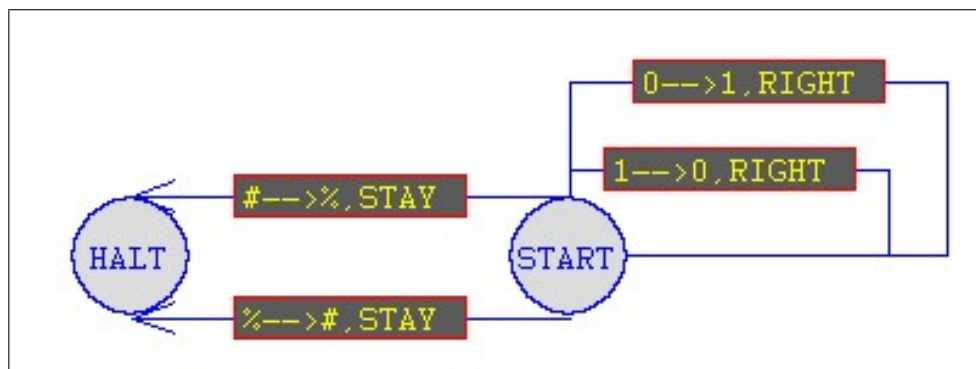 0-->1,RIGHT
1-->0,RIGHT
#-->%,STAY
HALT
START
%-->#,STAY